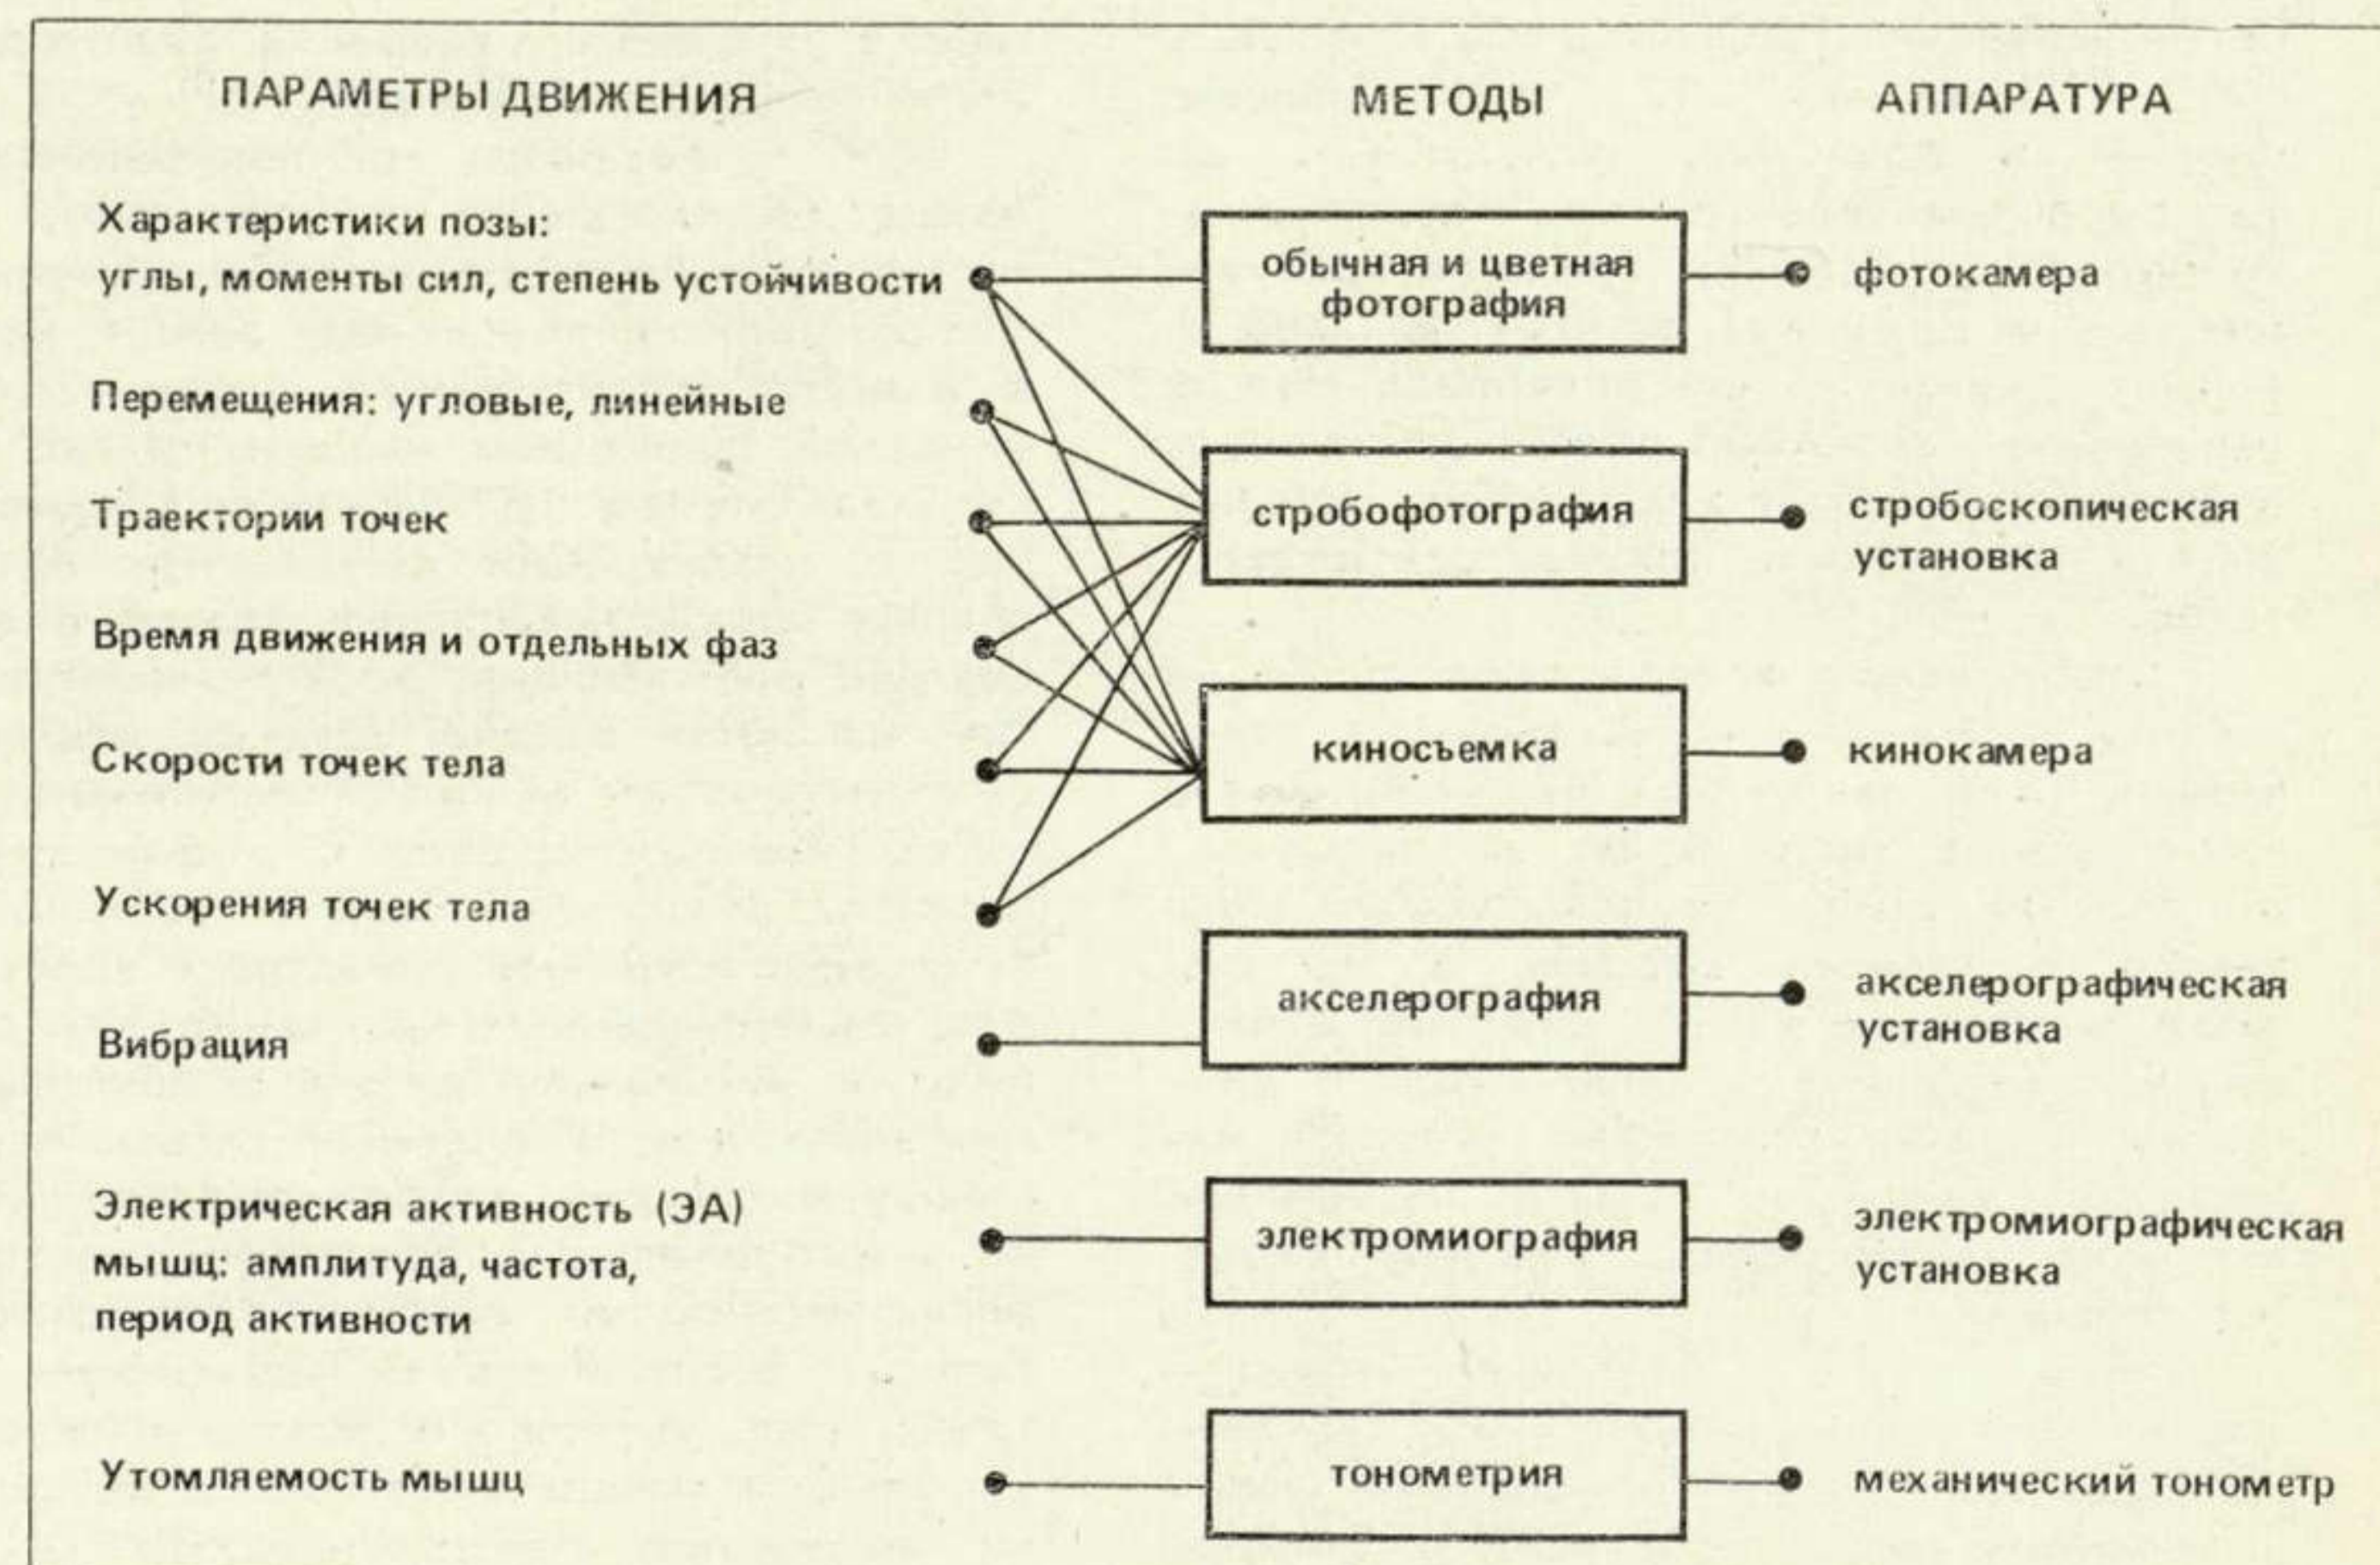 ПАРАМЕТРЫ ДВИЖЕНИЯ
МЕТОДЫ
АППАРАТУРА
Характеристики позы:
углы, моменты сил, степень устойчивости
обычная и цветная
фотография
фотокамера
Перемещения: угловые, линейные
Траектории точек
стробофотография
стробоскопическая
установка
Время движения и отдельных фаз
Скорости точек тела
киносъемка
кинокамера
Ускорения точек тела
акселерография
акселерографическая
установка
Вибрация
Электрическая активность (ЭА)
мышц: амплитуда, частота,
период активности
электромиография
электромиографическая
установка
Утомляемость мышц
тонометрия
механический тонометр